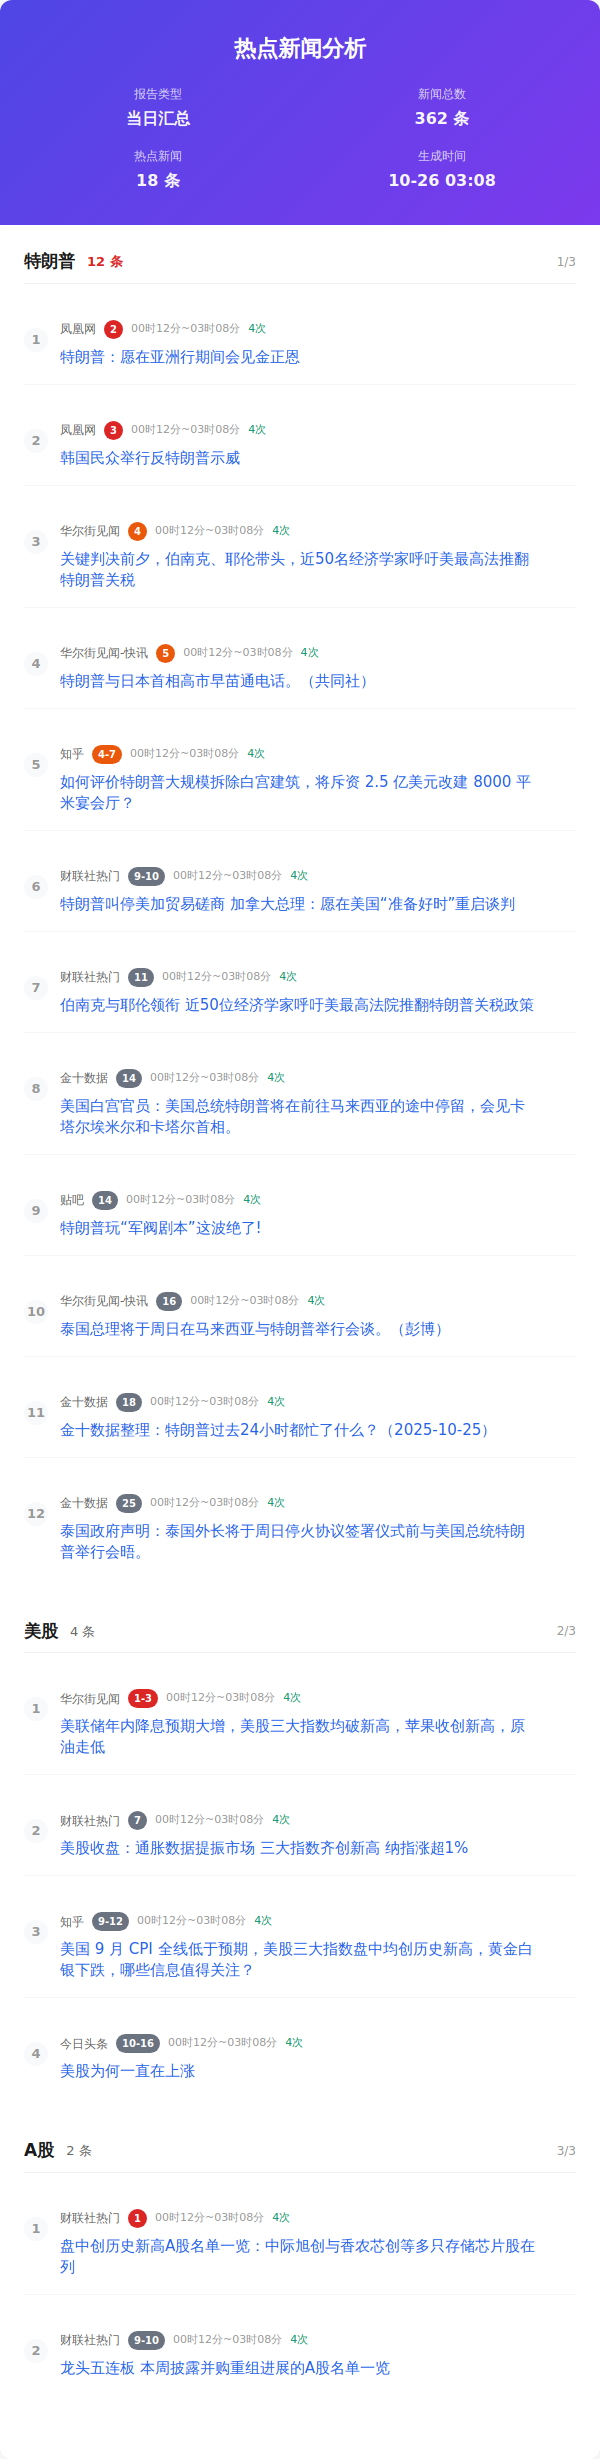 热点新闻分析
报告类型
当日汇总
新闻总数
362 条
热点新闻
18 条
生成时间
10-26 03:08
特朗普 12 条 1/3
1
凤凰网 2 00时12分~03时08分 4次
特朗普：愿在亚洲行期间会见金正恩
2
凤凰网 3 00时12分~03时08分 4次
韩国民众举行反特朗普示威
3
华尔街见闻 4 00时12分~03时08分 4次
关键判决前夕，伯南克、耶伦带头，近50名经济学家呼吁美最高法推翻
特朗普关税
4
华尔街见闻-快讯 5 00时12分~03时08分 4次
特朗普与日本首相高市早苗通电话。（共同社）
5
知乎 4-7 00时12分~03时08分 4次
如何评价特朗普大规模拆除白宫建筑，将斥资 2.5 亿美元改建 8000 平
米宴会厅？
6
财联社热门 9-10 00时12分~03时08分 4次
特朗普叫停美加贸易磋商 加拿大总理：愿在美国“准备好时”重启谈判
7
财联社热门 11 00时12分~03时08分 4次
伯南克与耶伦领衔 近50位经济学家呼吁美最高法院推翻特朗普关税政策
8
金十数据 14 00时12分~03时08分 4次
美国白宫官员：美国总统特朗普将在前往马来西亚的途中停留，会见卡
塔尔埃米尔和卡塔尔首相。
9
贴吧 14 00时12分~03时08分 4次
特朗普玩“军阀剧本”这波绝了!
10
华尔街见闻-快讯 16 00时12分~03时08分 4次
泰国总理将于周日在马来西亚与特朗普举行会谈。（彭博）
11
金十数据 18 00时12分~03时08分 4次
金十数据整理：特朗普过去24小时都忙了什么？（2025-10-25）
12
金十数据 25 00时12分~03时08分 4次
泰国政府声明：泰国外长将于周日停火协议签署仪式前与美国总统特朗
普举行会晤。
美股 4 条 2/3
1
华尔街见闻 1-3 00时12分~03时08分 4次
美联储年内降息预期大增，美股三大指数均破新高，苹果收创新高，原
油走低
2
财联社热门 7 00时12分~03时08分 4次
美股收盘：通胀数据提振市场 三大指数齐创新高 纳指涨超1%
3
知乎 9-12 00时12分~03时08分 4次
美国 9 月 CPI 全线低于预期，美股三大指数盘中均创历史新高，黄金白
银下跌，哪些信息值得关注？
4
今日头条 10-16 00时12分~03时08分 4次
美股为何一直在上涨
A股 2 条 3/3
1
财联社热门 1 00时12分~03时08分 4次
盘中创历史新高A股名单一览：中际旭创与香农芯创等多只存储芯片股在
列
2
财联社热门 9-10 00时12分~03时08分 4次
龙头五连板 本周披露并购重组进展的A股名单一览